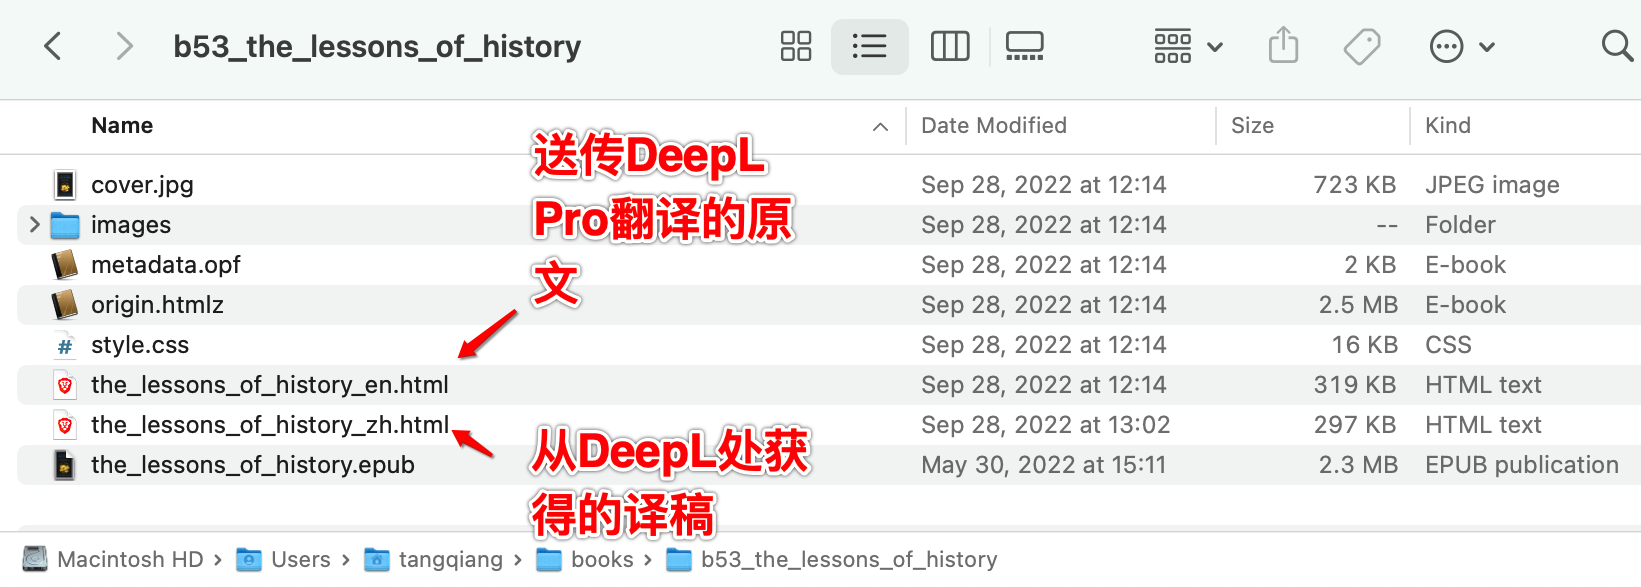 b53_the_lessons_of_history
Name Date Modified Size Kind
cover.jpg Sep 28, 2022 at 12:14 723 KB JPEG image
images Sep 28, 2022 at 12:14 -- Folder
metadata.opf Sep 28, 2022 at 12:14 2 KB E-book
origin.htmlz Sep 28, 2022 at 12:14 2.5 MB E-book
style.css Sep 28, 2022 at 12:14 16 KB CSS
the_lessons_of_history_en.html Sep 28, 2022 at 12:14 319 KB HTML text
the_lessons_of_history_zh.html Sep 28, 2022 at 13:02 297 KB HTML text
the_lessons_of_history.epub May 30, 2022 at 15:11 2.3 MB EPUB publication
送传DeepL
Pro翻译的原
文
从DeepL处获
得的译稿
Macintosh HD › Users › tangqiang › books › b53_the_lessons_of_history